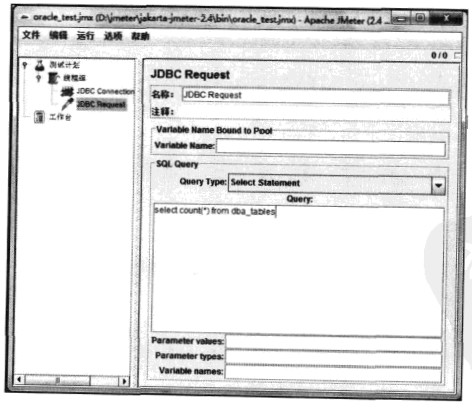 oracle_test.jmx (D:\jmeter\jakarta-jmeter-2.4\bin\oracle_test.jmx) - Apache JMeter (2.4 ...
文件 编辑 运行 选项 帮助
0 / 0
测试计划
线程组
JDBC Connection
JDBC Request
工作台
JDBC Request
名称: JDBC Request
注释:
Variable Name Bound to Pool
Variable Name:
SQL Query
Query Type: Select Statement
Query:
select count(*) from dba_tables
Parameter values:
Parameter types:
Variable names: